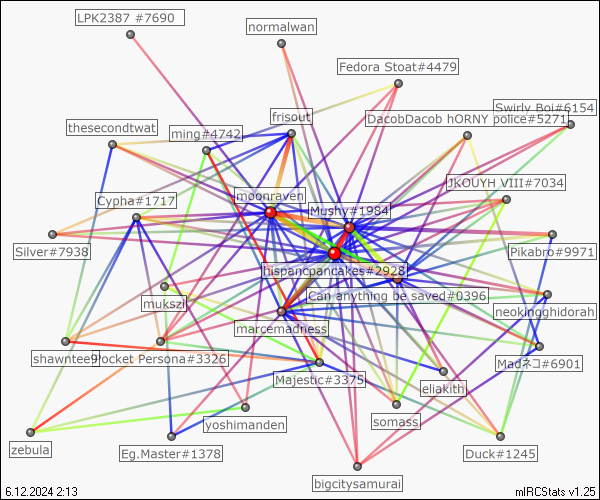 LPK2387 #7690
normalwan
Fedora Stoat#4479
Swirly Boi#6154
DacobDacob hORNY police#5271
frisout
thesecondtwat
ming#4742
JKOUYH VIII#7034
moonraven
Cypha#1717
Mushy#1984
Silver#7938
Pikabro#9971
hispancpancakes#2928
Can anything be saved#0396
mukszi
neokingghidorah
marcemadness
shawntee9
Pocket Persona#3326
Madネコ#6901
Majestic#3375
eliakith
yoshimanden
somass
zebula
Eg.Master#1378
Duck#1245
bigcitysamurai
6.12.2024 2:13
mIRCStats v1.25